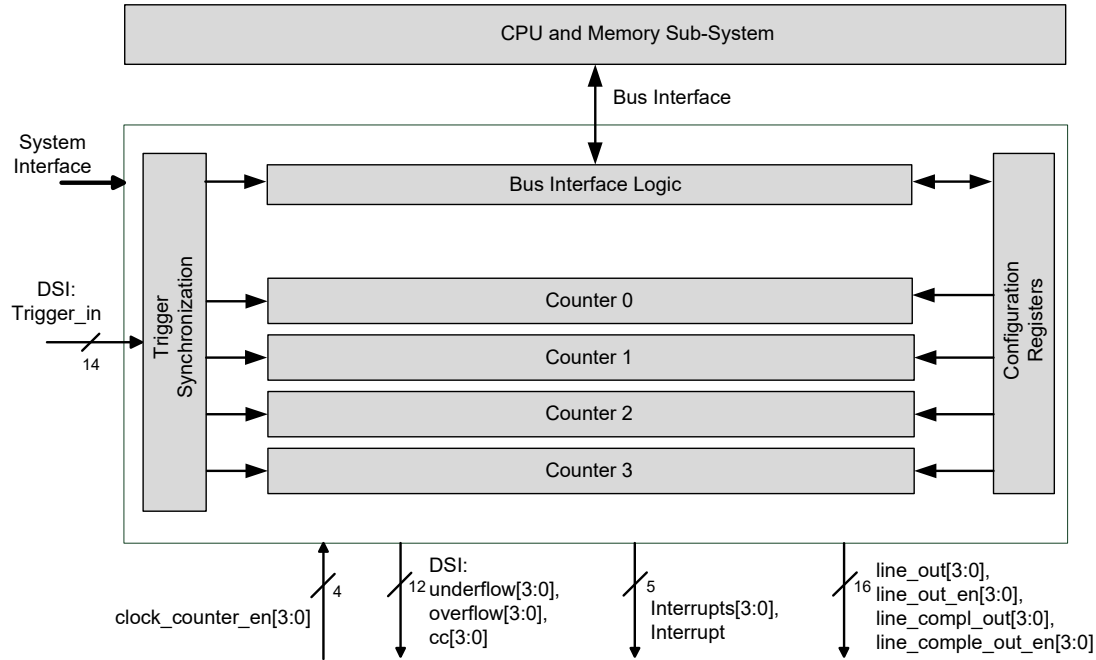 CPU and Memory Sub-System
Bus Interface
System
Interface
Bus Interface Logic
Trigger
Synchronization
Configuration
Registers
DSI:
Trigger_in
14
Counter 0
Counter 1
Counter 2
Counter 3
clock_counter_en[3:0]
4
12
DSI:
underflow[3:0],
overflow[3:0],
cc[3:0]
5
Interrupts[3:0),
Interrupt
16
line_out[3:0],
line_out_en[3:0],
line_compl_out[3:0],
line_comple_out_en[3:0]